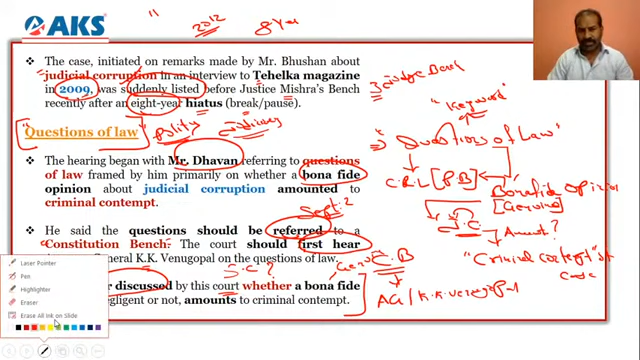 AKS
"
2012
8 Year
The case, initiated on remarks made by Mr. Bhushan about
judicial corruption in an interview to Tehelka magazine
in 2009, was suddenly listed before Justice Mishra's Bench
recently after an eight-year hiatus (break/pause).
3 judge Bench
"Keyword"
Questions of law
Polity
Questions of Law
The hearing began with Mr. Dhavan referring to questions
of law framed by him primarily on whether a bona fide
opinion about judicial corruption amounted to
criminal contempt.
[P.B]
Bonafide opinion
[Genuine]
Sept. 2
He said the questions should be referred to a
Constitution Bench. The court should first hear
General K.K. Venugopal on the questions of law.
S.C
Amount?
"Criminal contempt" of
S.C?
C.B
discussed by this court whether a bona fide
negligent or not, amounts to criminal contempt.
AG / K.K. Venugopal
Laser Pointer
Pen
Highlighter
Eraser
Erase All Ink on Slide